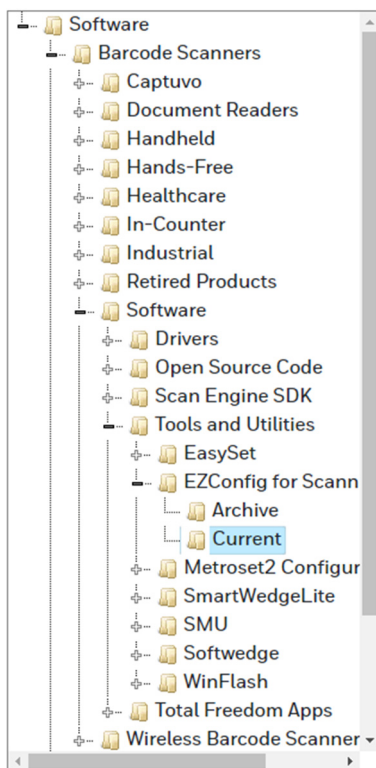 Software
Barcode Scanners
Captuvo
Document Readers
Handheld
Hands-Free
Healthcare
In-Counter
Industrial
Retired Products
Software
Drivers
Open Source Code
Scan Engine SDK
Tools and Utilities
EasySet
EZConfig for Scann
Archive
Current
Metroset2 Configur
SmartWedgeLite
SMU
Softwedge
WinFlash
Total Freedom Apps
Wireless Barcode Scanner